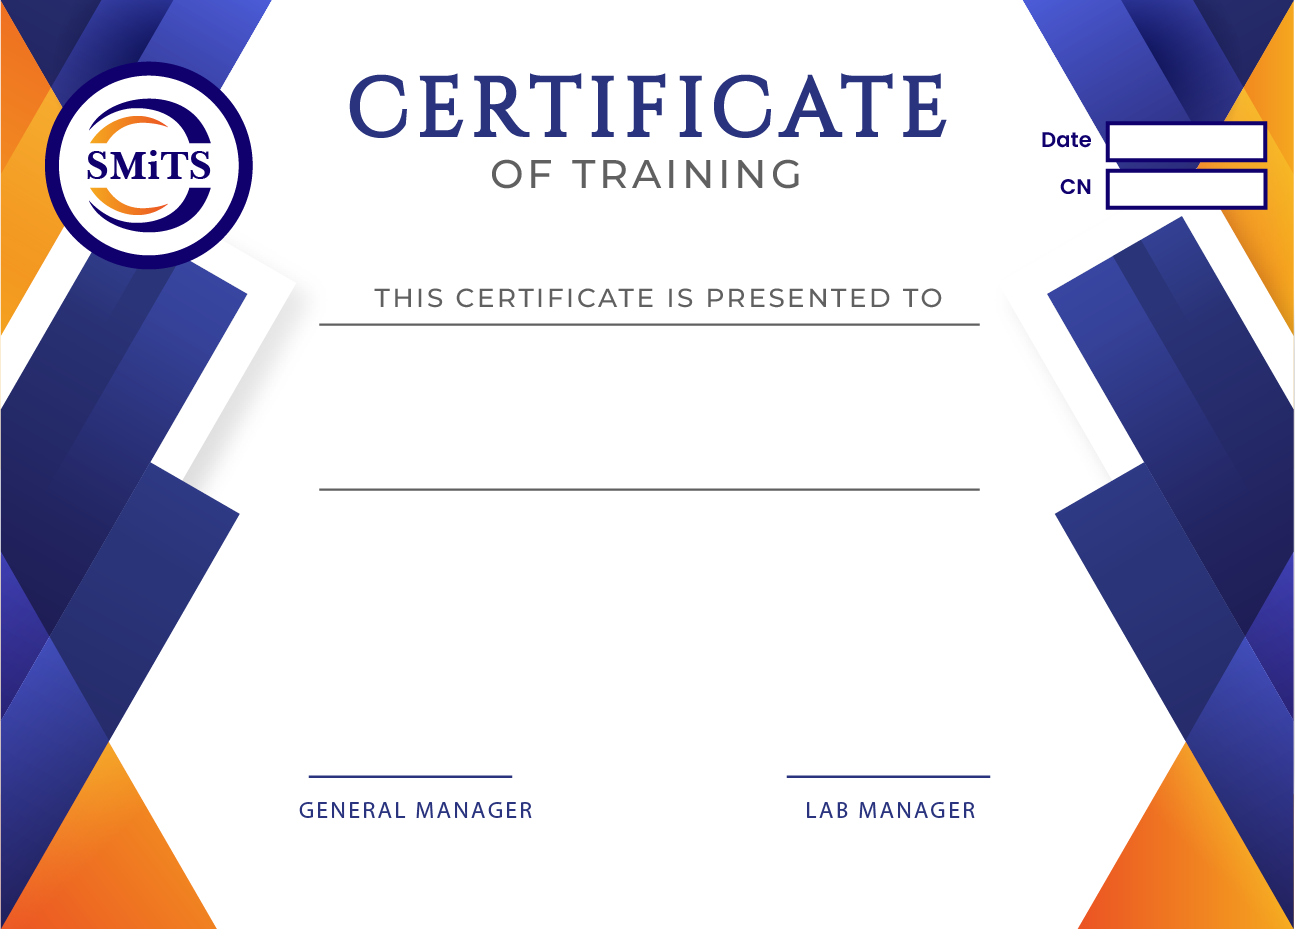 SMiTS
CERTIFICATE
OF TRAINING
Date
CN
THIS CERTIFICATE IS PRESENTED TO
GENERAL MANAGER
LAB MANAGER